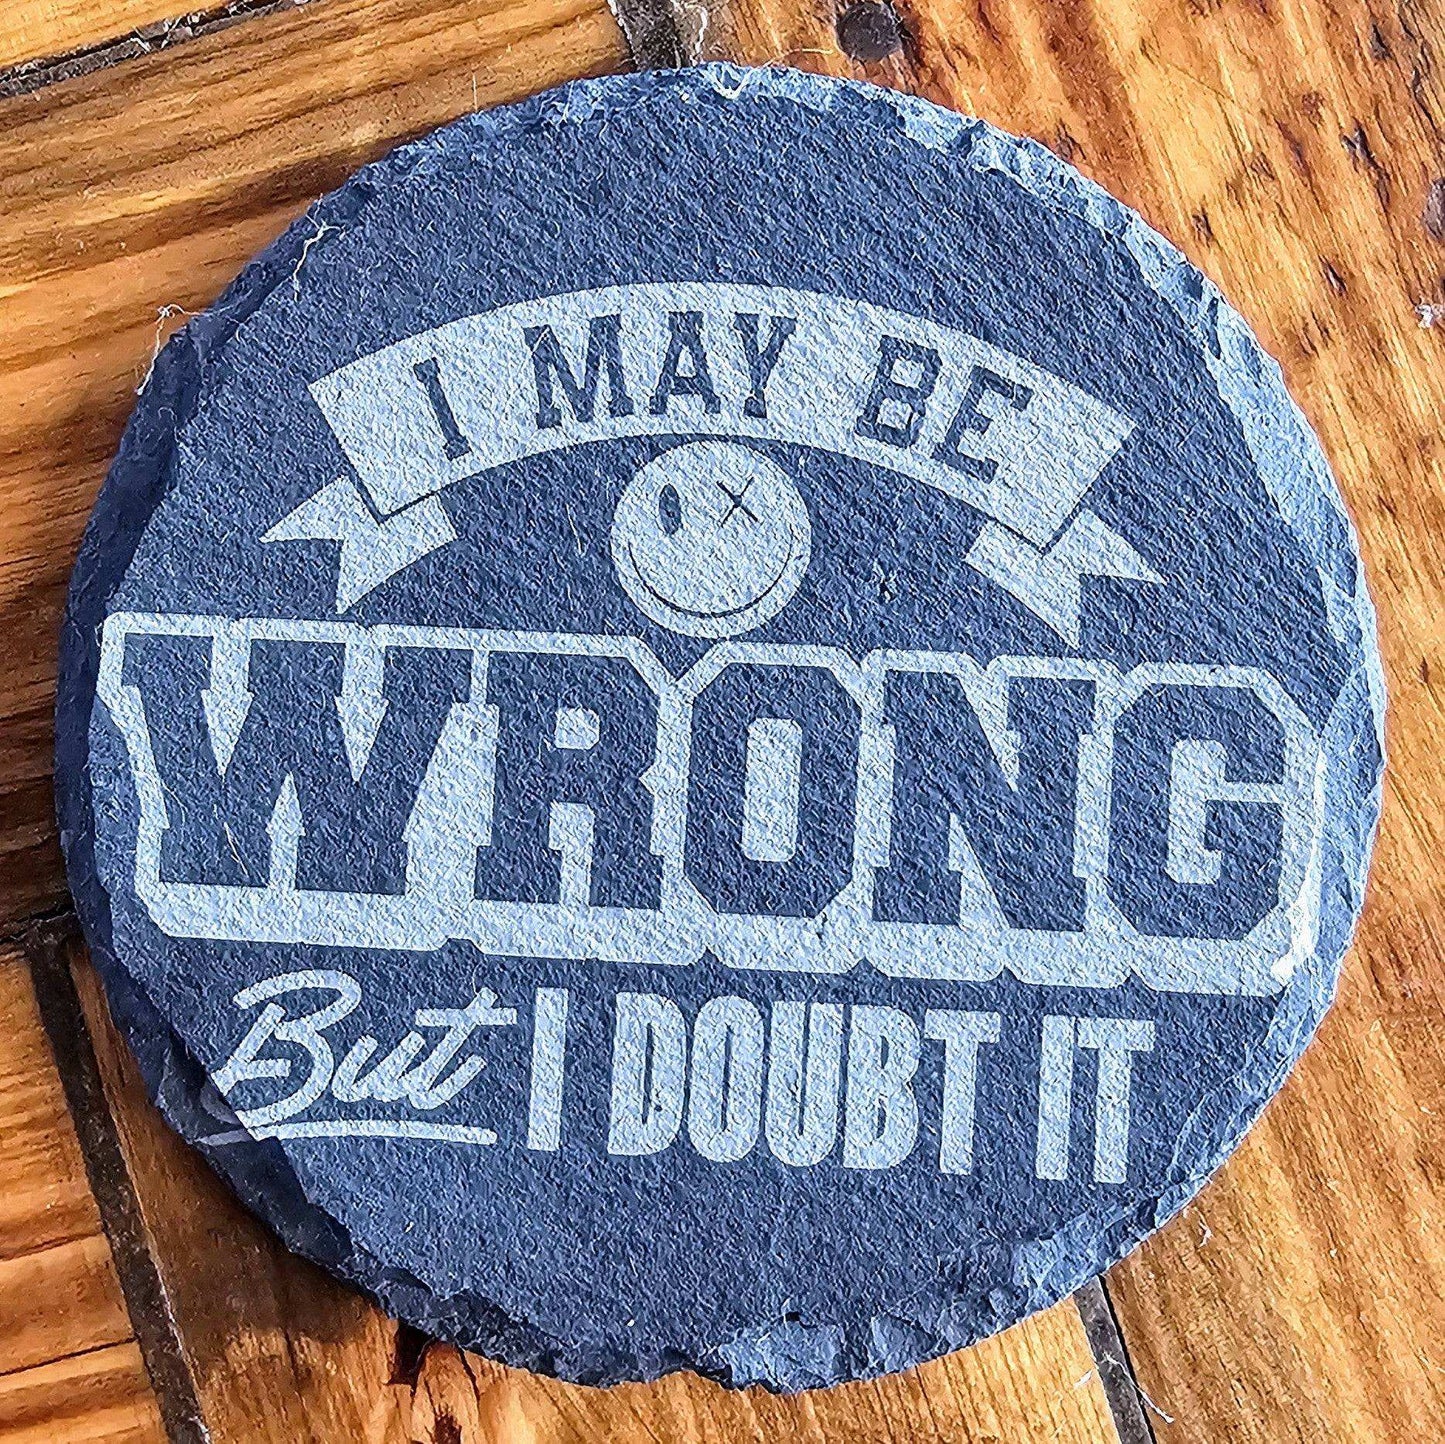 I MAY BE
WRONG
But I DOUBT IT